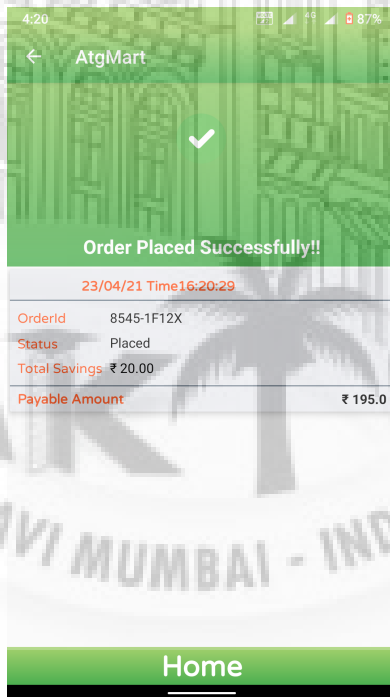 4:20 4G 87%
AtgMart
Order Placed Successfully!!
23/04/21 Time16:20:29
OrderId 8545-1F12X
Status Placed
Total Savings ₹ 20.00
Payable Amount ₹ 195.0
MUMBAI - IND
Home